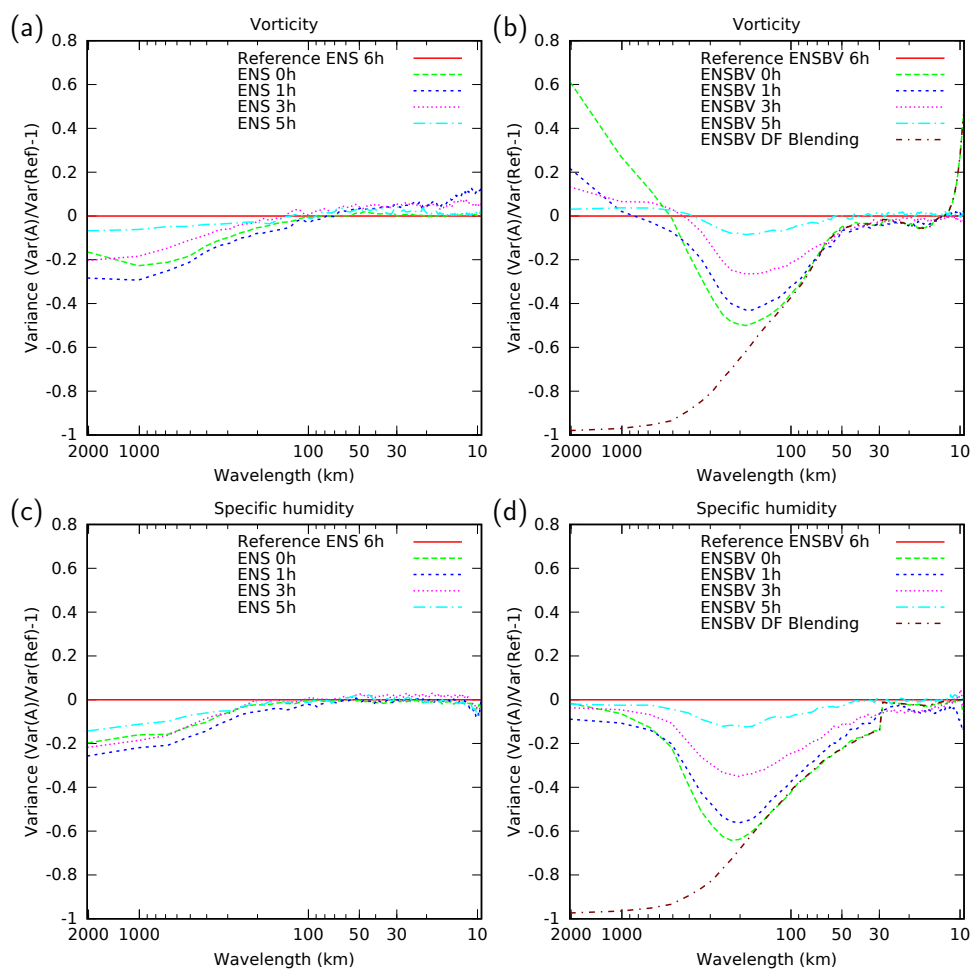 (a)
Vorticity
Variance (Var(A)/Var(Ref)-1)
0.8
0.6
0.4
0.2
0
-0.2
-0.4
-0.6
-0.8
-1
Reference ENS 6h
ENS 0h
ENS 1h
ENS 3h
ENS 5h
2000 1000 100 50 30 10
Wavelength (km)
(b)
Vorticity
Variance (Var(A)/Var(Ref)-1)
0.8
0.6
0.4
0.2
0
-0.2
-0.4
-0.6
-0.8
-1
Reference ENSBV 6h
ENSBV 0h
ENSBV 1h
ENSBV 3h
ENSBV 5h
ENSBV DF Blending
2000 1000 100 50 30 10
Wavelength (km)
(c)
Specific humidity
Variance (Var(A)/Var(Ref)-1)
0.8
0.6
0.4
0.2
0
-0.2
-0.4
-0.6
-0.8
-1
Reference ENS 6h
ENS 0h
ENS 1h
ENS 3h
ENS 5h
2000 1000 100 50 30 10
Wavelength (km)
(d)
Specific humidity
Variance (Var(A)/Var(Ref)-1)
0.8
0.6
0.4
0.2
0
-0.2
-0.4
-0.6
-0.8
-1
Reference ENSBV 6h
ENSBV 0h
ENSBV 1h
ENSBV 3h
ENSBV 5h
ENSBV DF Blending
2000 1000 100 50 30 10
Wavelength (km)